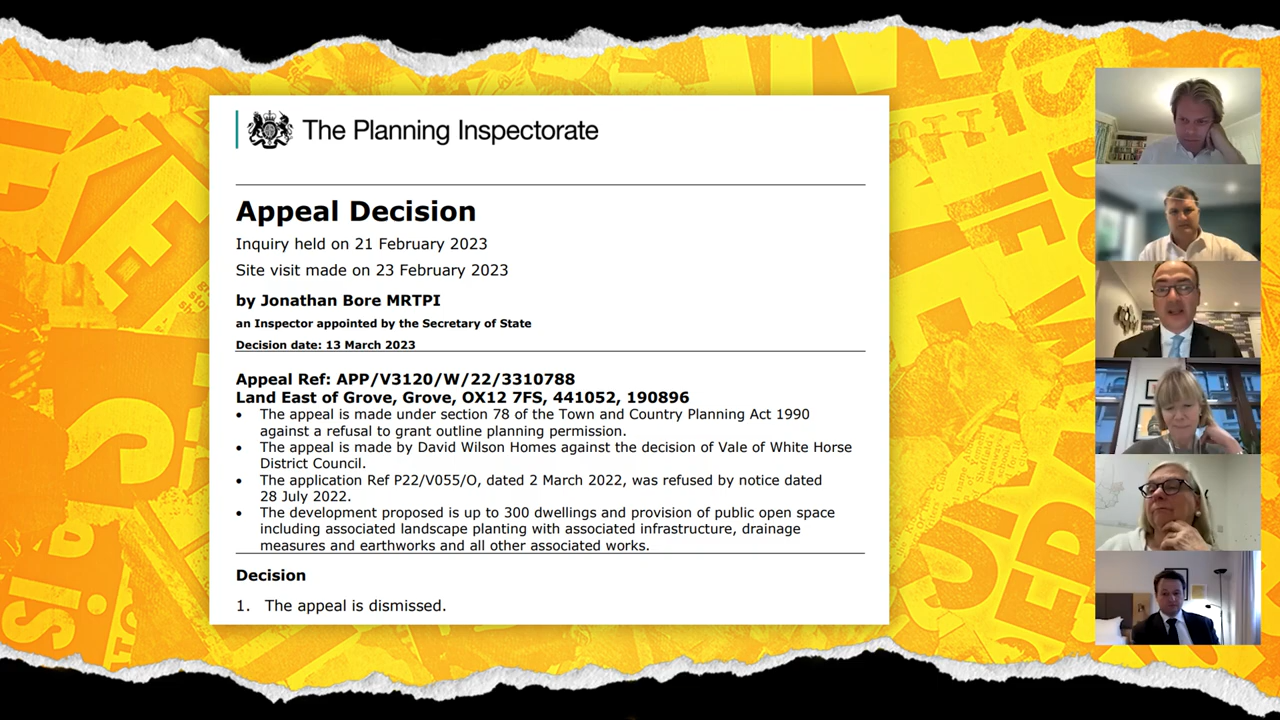 The Planning Inspectorate
Appeal Decision
Inquiry held on 21 February 2023
Site visit made on 23 February 2023
by Jonathan Bore MRTPI
an Inspector appointed by the Secretary of State
Decision date: 13 March 2023
Appeal Ref: APP/V3120/W/22/3310788
Land East of Grove, Grove, OX12 7FS, 441052, 190896
• The appeal is made under section 78 of the Town and Country Planning Act 1990
against a refusal to grant outline planning permission.
• The appeal is made by David Wilson Homes against the decision of Vale of White Horse
District Council.
• The application Ref P22/V055/O, dated 2 March 2022, was refused by notice dated
28 July 2022.
• The development proposed is up to 300 dwellings and provision of public open space
including associated landscape planting with associated infrastructure, drainage
measures and earthworks and all other associated works.
Decision
1. The appeal is dismissed.